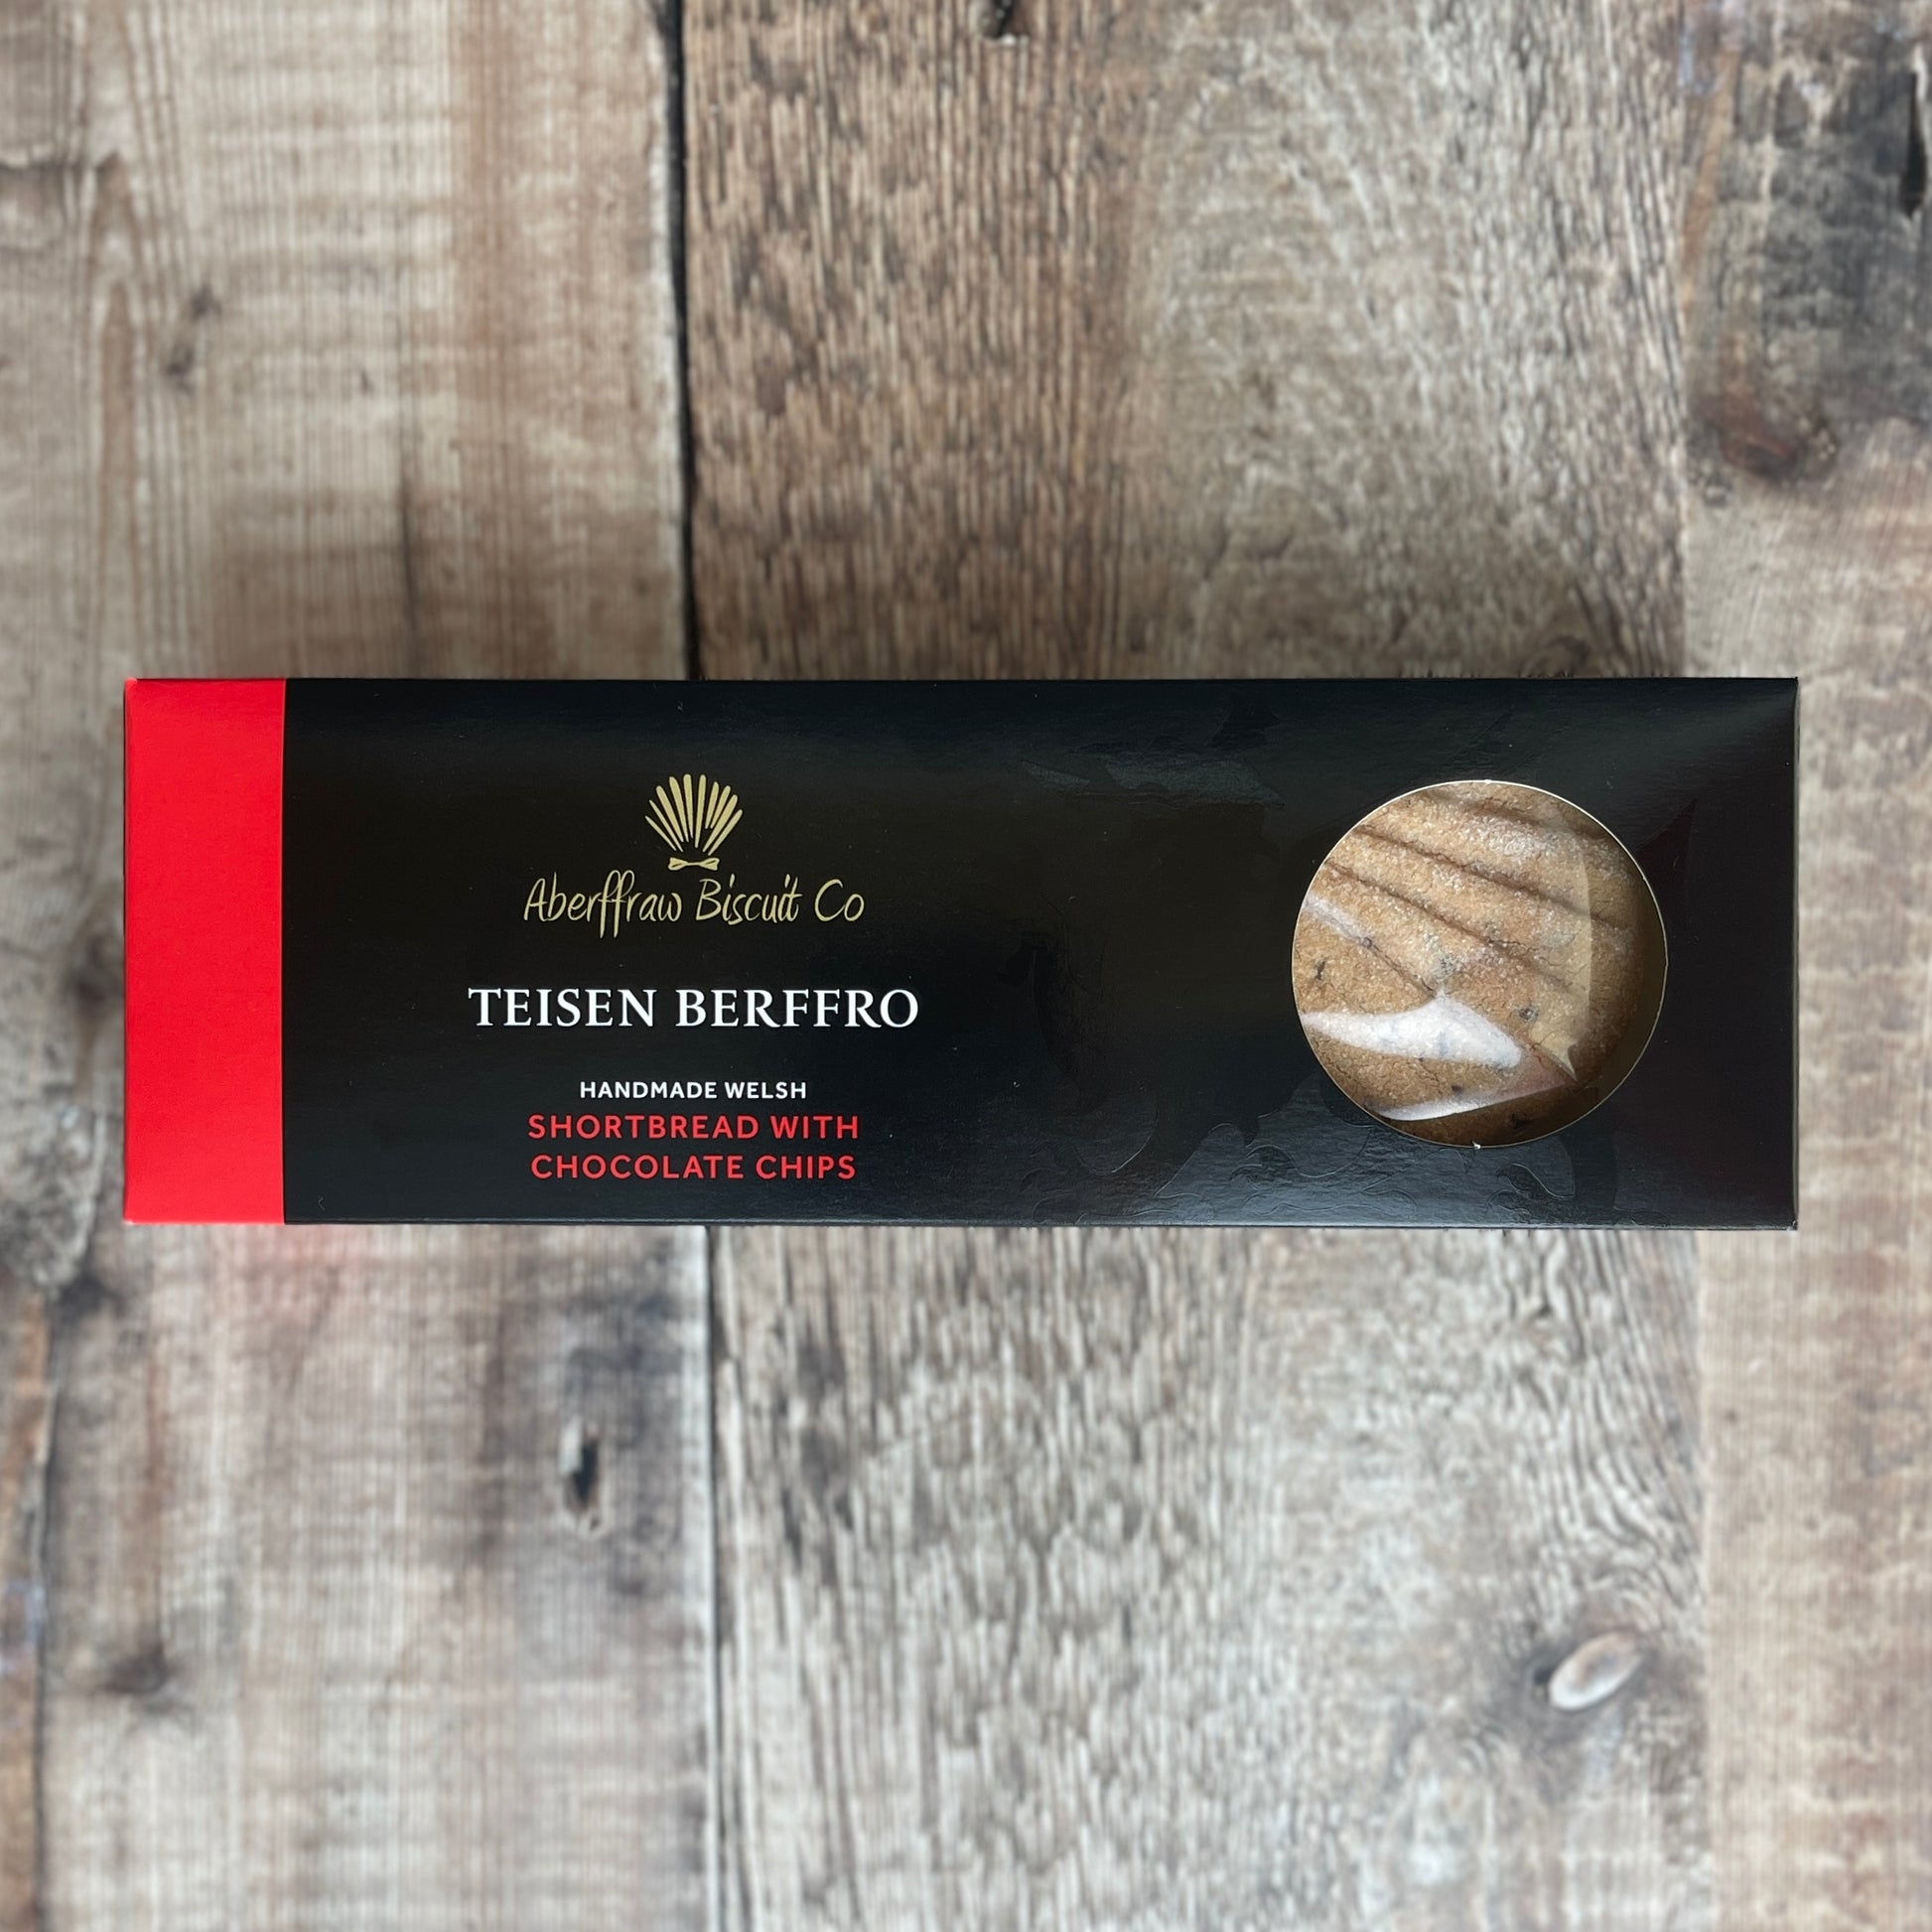 Aberffraw Biscuit Co
TEISEN BERFFRO
HANDMADE WELSH
SHORTBREAD WITH
CHOCOLATE CHIPS